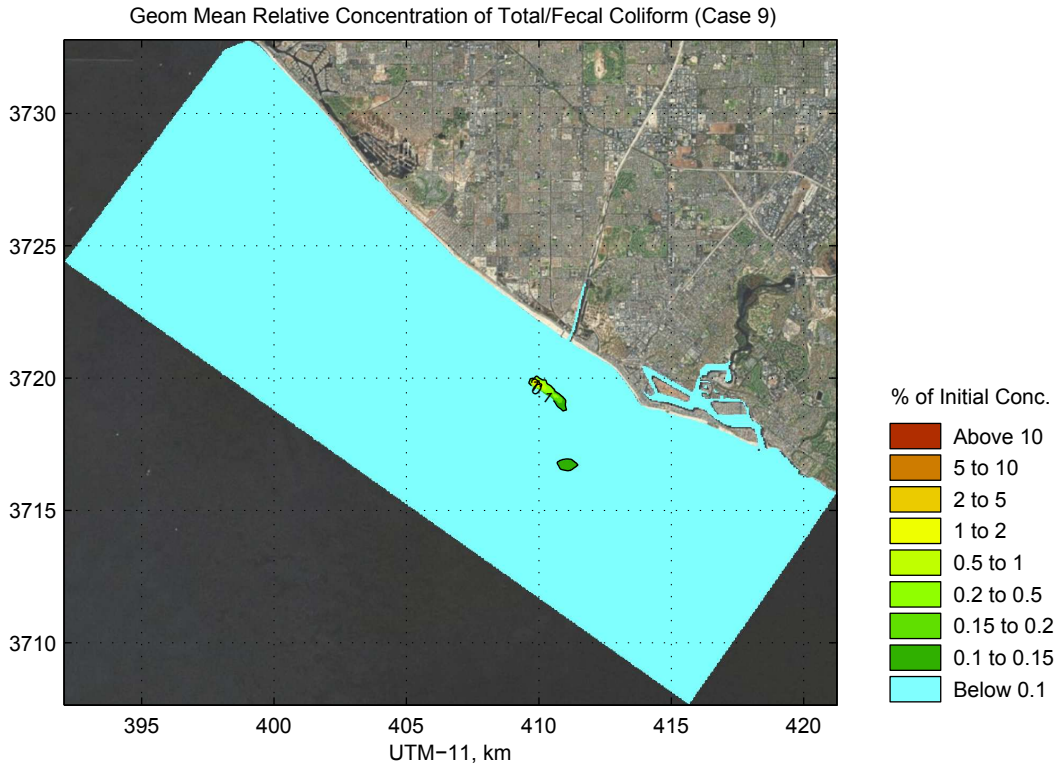 Geom Mean Relative Concentration of Total/Fecal Coliform (Case 9)
3730
3725
3720
3715
3710
395
400
405
410
415
420
UTM−11, km
% of Initial Conc.
Above 10
5 to 10
2 to 5
1 to 2
0.5 to 1
0.2 to 0.5
0.15 to 0.2
0.1 to 0.15
Below 0.1